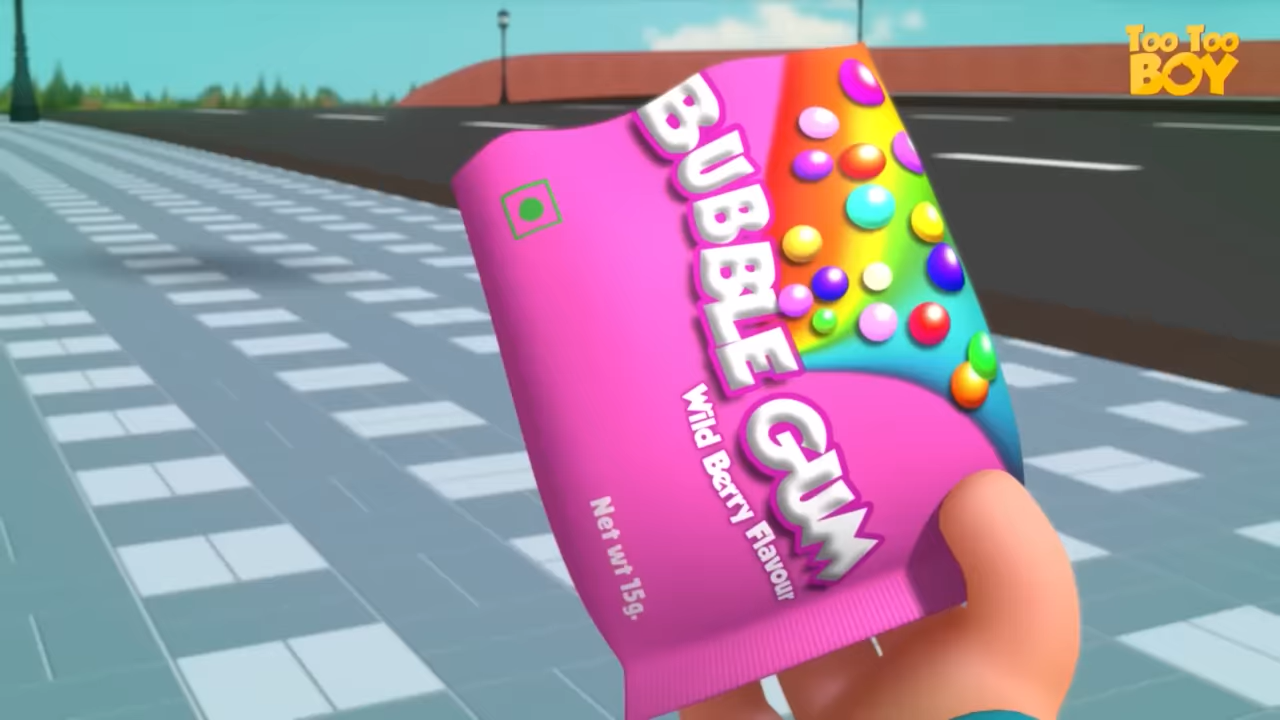 Too Too
BOY
BUBBLE GUM
Wild Berry Flavour
Net wt 15g.